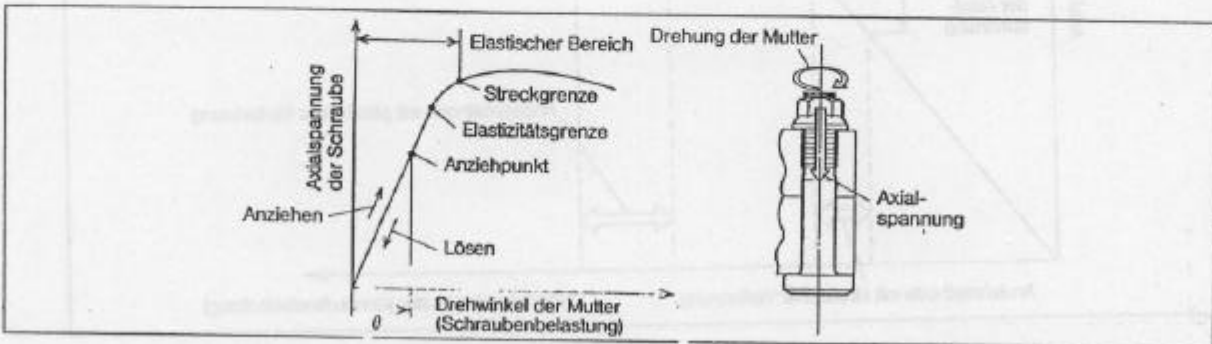 Axialspannung
der Schraube
Elastischer Bereich
Streckgrenze
Elastizitätsgrenze
Anziehpunkt
Anziehen
Lösen
0
Drehwinkel der Mutter
(Schraubenbelastung)
Drehung der Mutter
Axial-
spannung